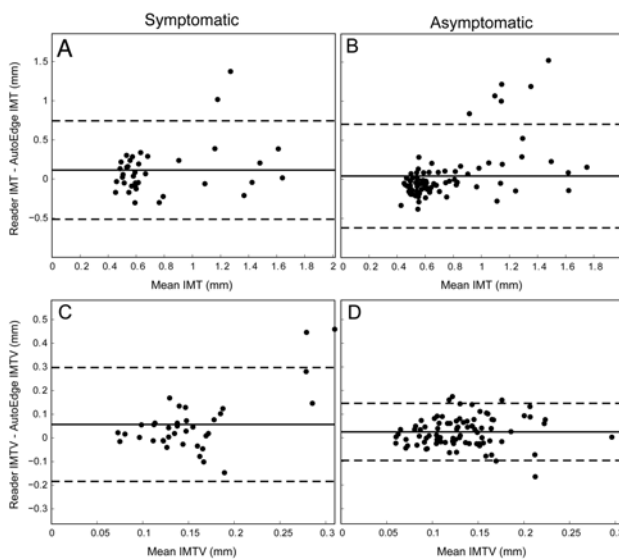 Symptomatic
Asymptomatic
A
B
Reader IMT - AutoEdge IMT (mm)
1.5
1
0.5
0
−0.5
0 0.2 0.4 0.6 0.8 1 1.2 1.4 1.6 1.8 2
Mean IMT (mm)
0 0.2 0.4 0.6 0.8 1 1.2 1.4 1.6 1.8
Mean IMT (mm)
C
D
Reader IMTV - AutoEdge IMTV (mm)
0.5
0.4
0.3
0.2
0.1
0
−0.1
−0.2
−0.3
0 0.05 0.1 0.15 0.2 0.25 0.3
Mean IMTV (mm)
0 0.05 0.1 0.15 0.2 0.25 0.3
Mean IMTV (mm)